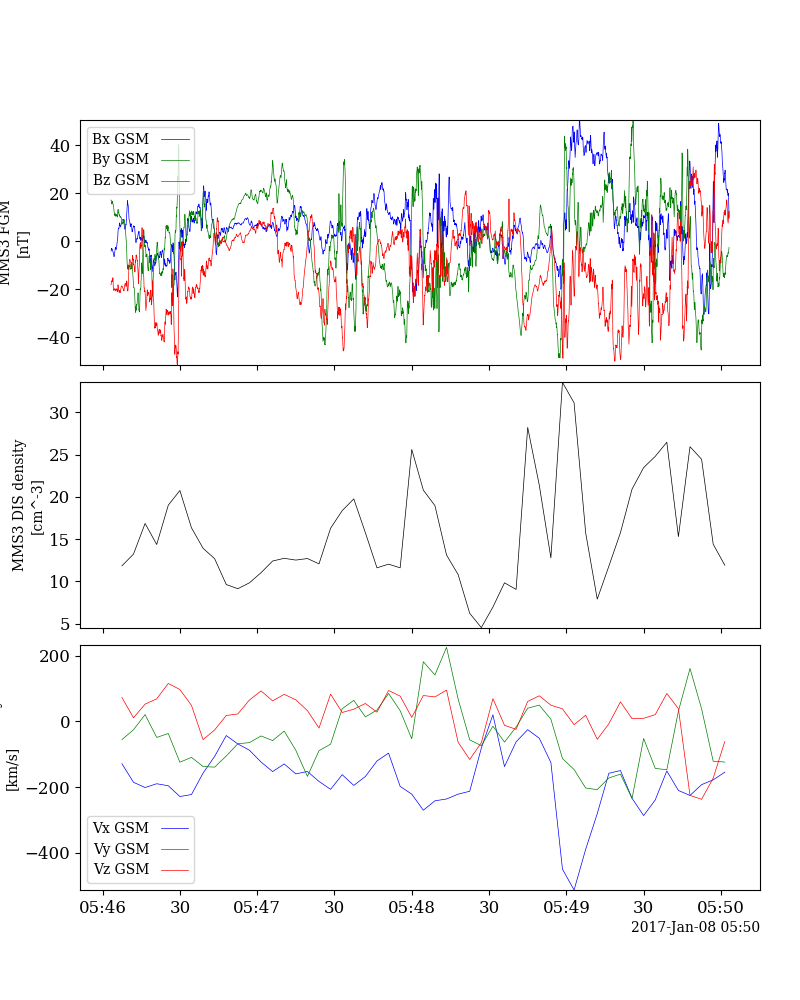 40
20
0
−20
−40
MMS3 FGM
[nT]
Bx GSM
By GSM
Bz GSM
30
25
20
15
10
5
MMS3 DIS density
[cm^-3]
200
0
−200
−400
[km/s]
Vx GSM
Vy GSM
Vz GSM
05:46 30 05:47 30 05:48 30 05:49 30 05:50
2017-Jan-08 05:50